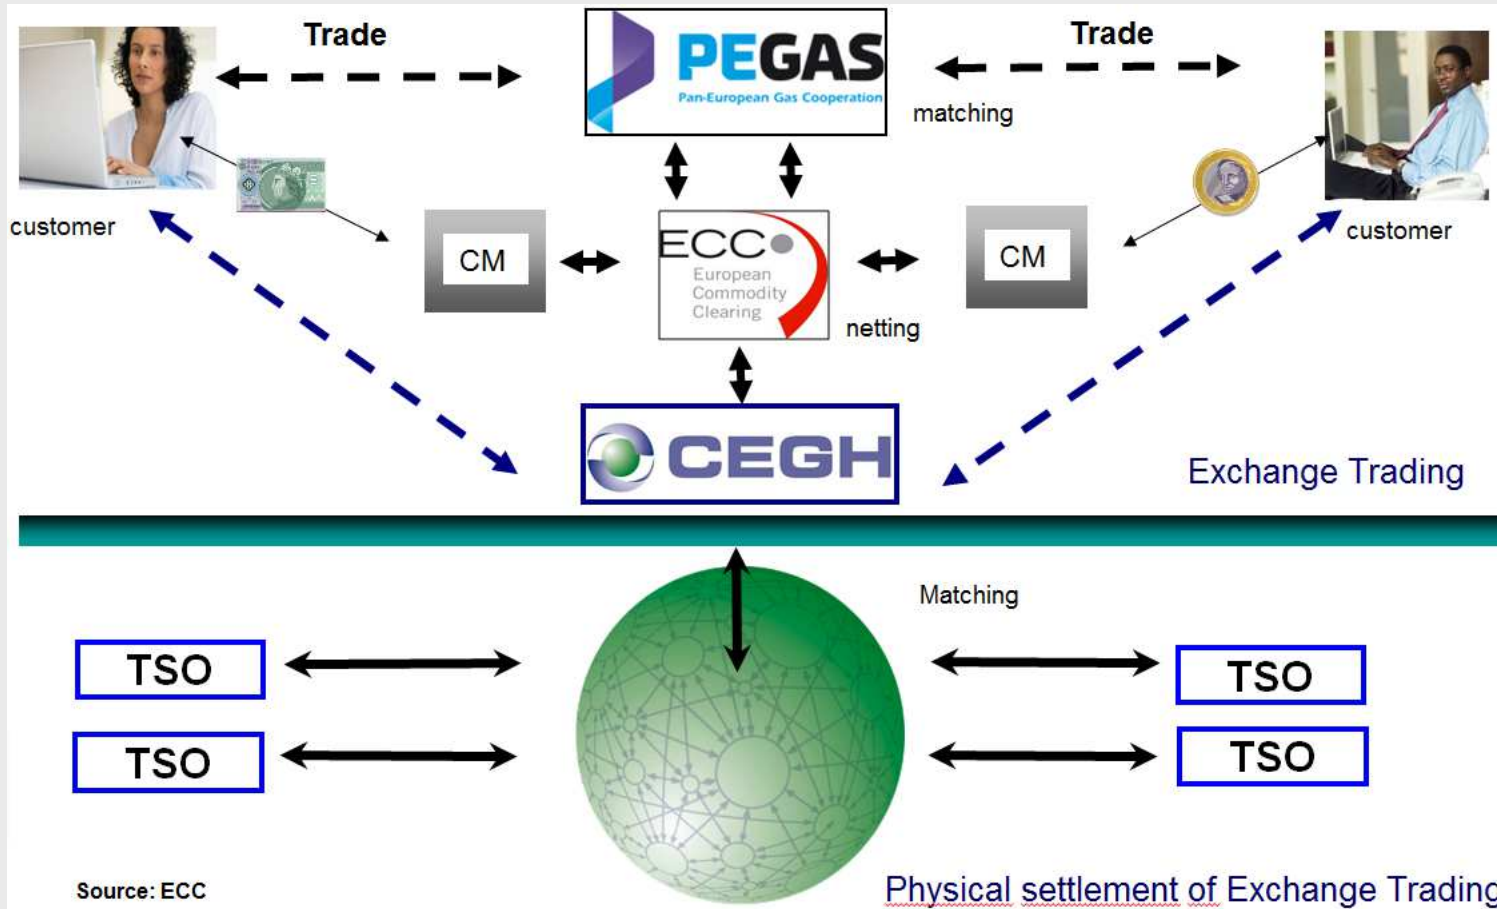 Trade
Trade
PEGAS
Pan-European Gas Cooperation
matching
customer
customer
CM
ECC
European
Commodity
Clearing
CM
netting
CEGH
Exchange Trading
Matching
TSO
TSO
TSO
TSO
Source: ECC
Physical settlement of Exchange Trading